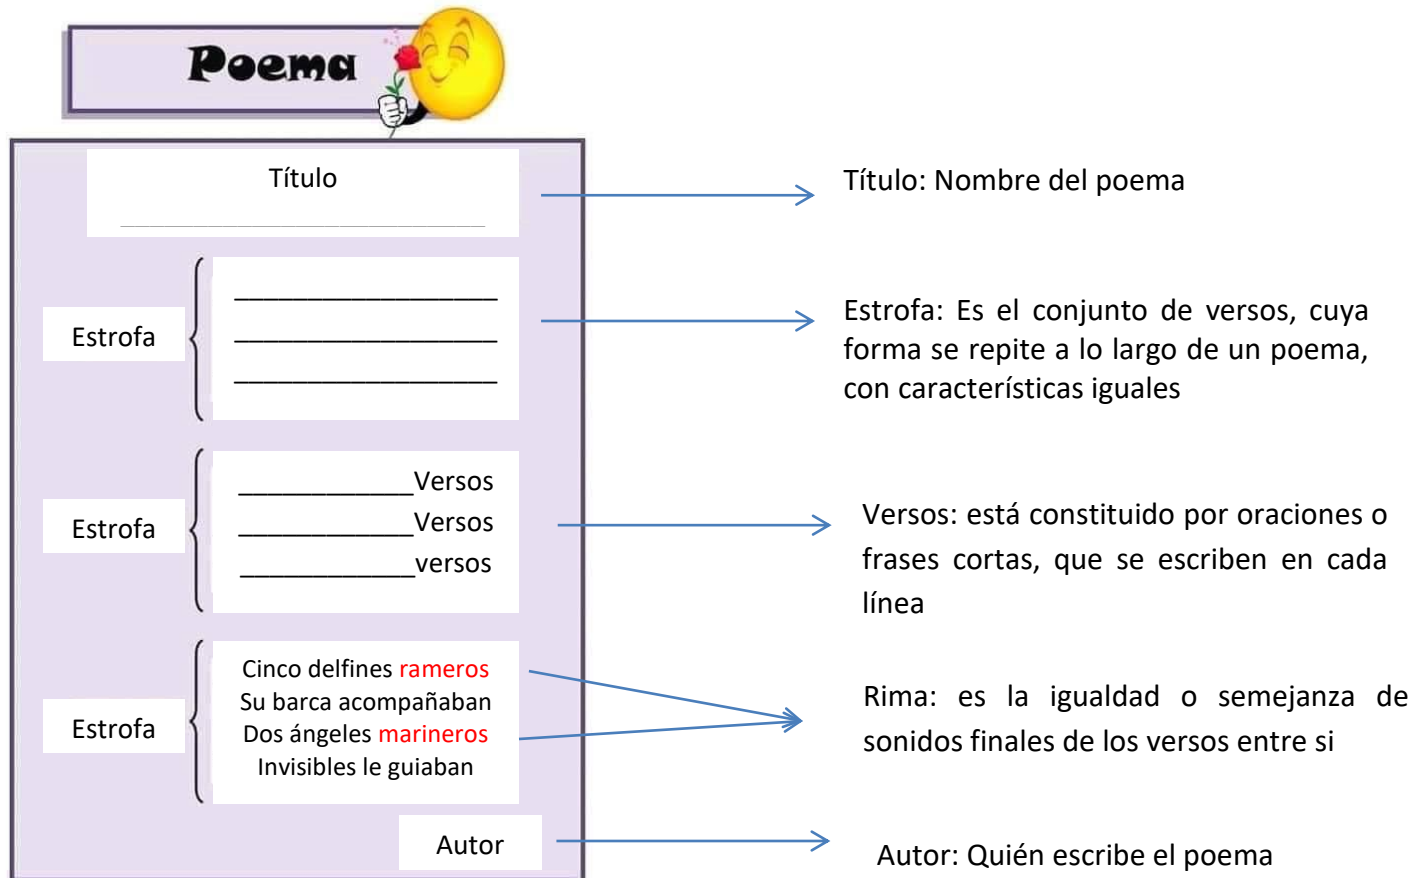 Poema
Título
Título: Nombre del poema
Estrofa
Estrofa: Es el conjunto de versos, cuya
forma se repite a lo largo de un poema,
con características iguales
Estrofa
____________Versos
____________Versos
____________versos
Versos: está constituido por oraciones o
frases cortas, que se escriben en cada
línea
Estrofa
Cinco delfines rameros
Su barca acompañaban
Dos ángeles marineros
Invisibles le guiaban
Rima: es la igualdad o semejanza de
sonidos finales de los versos entre si
Autor
Autor: Quién escribe el poema